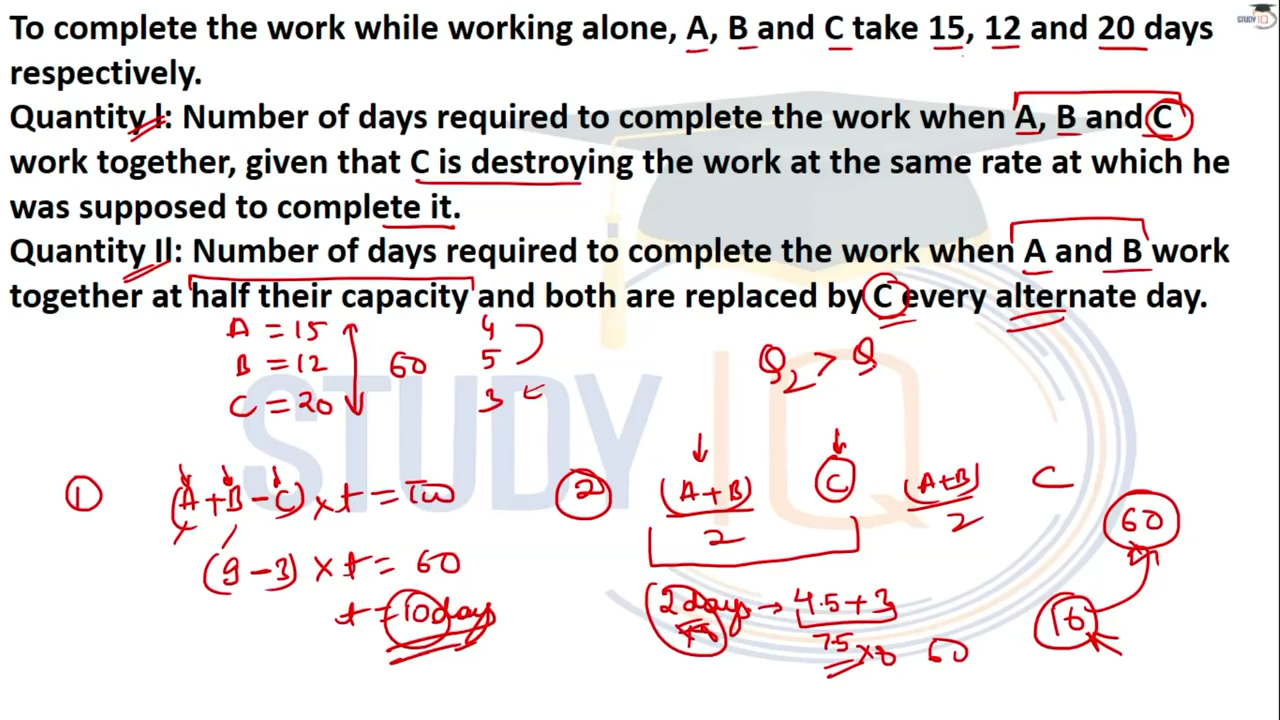 STUDY IQ
To complete the work while working alone, A, B and C take 15, 12 and 20 days
respectively.
Quantity I: Number of days required to complete the work when A, B and C
work together, given that C is destroying the work at the same rate at which he
was supposed to complete it.
Quantity II: Number of days required to complete the work when A and B work
together at half their capacity and both are replaced by C every alternate day.
A = 15 4
B = 12 60 5
C = 20 3
Q2 > Q
STUDY IQ
1 (A + B - C) × t = TW
(9 - 3) × t = 60
t = 10 days
2 (A + B)/2 C (A+B)/2 C
60
2 days → 4.5 + 3
7.5 × 8 60
16